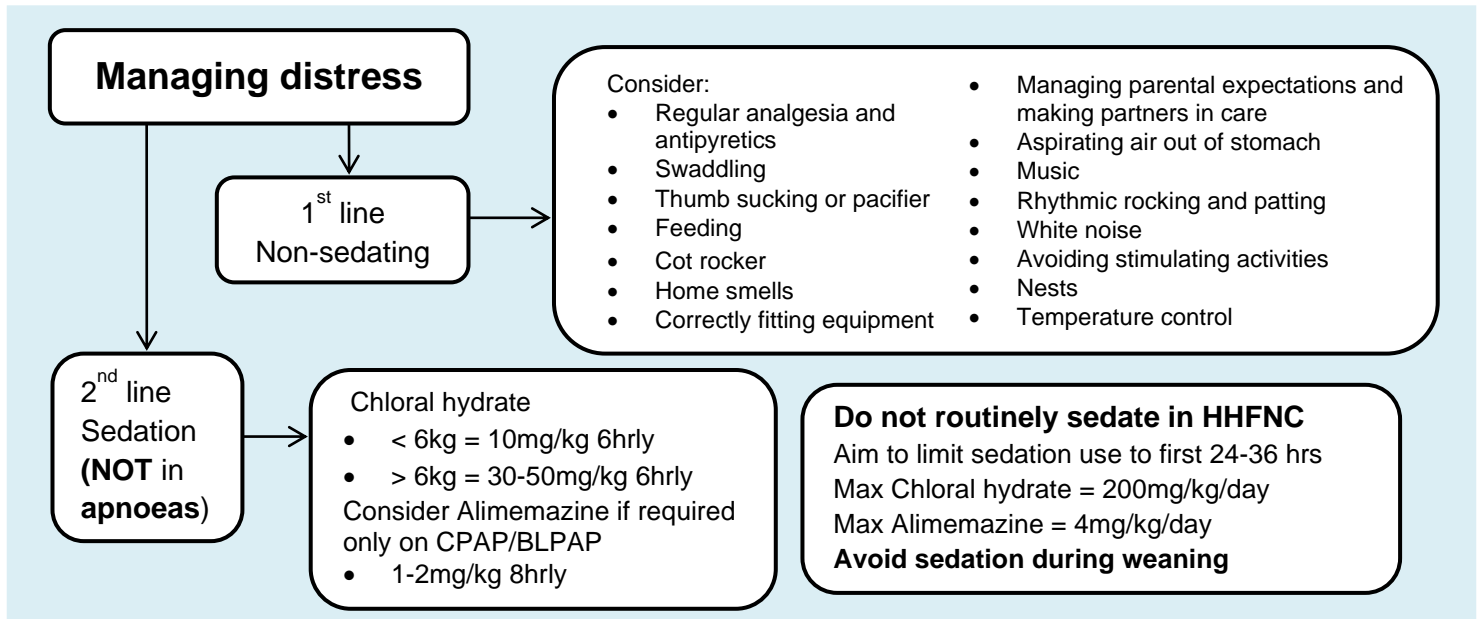 Managing distress
1st line
Non-sedating
Consider:
• Regular analgesia and
antipyretics
• Swaddling
• Thumb sucking or pacifier
• Feeding
• Cot rocker
• Home smells
• Correctly fitting equipment
• Managing parental expectations and
making partners in care
• Aspirating air out of stomach
• Music
• Rhythmic rocking and patting
• White noise
• Avoiding stimulating activities
• Nests
• Temperature control
2nd line
Sedation
(NOT in
apnoeas)
Chloral hydrate
• < 6kg = 10mg/kg 6hrly
• > 6kg = 30-50mg/kg 6hrly
Consider Alimemazine if required
only on CPAP/BLPAP
• 1-2mg/kg 8hrly
Do not routinely sedate in HHFNC
Aim to limit sedation use to first 24-36 hrs
Max Chloral hydrate = 200mg/kg/day
Max Alimemazine = 4mg/kg/day
Avoid sedation during weaning